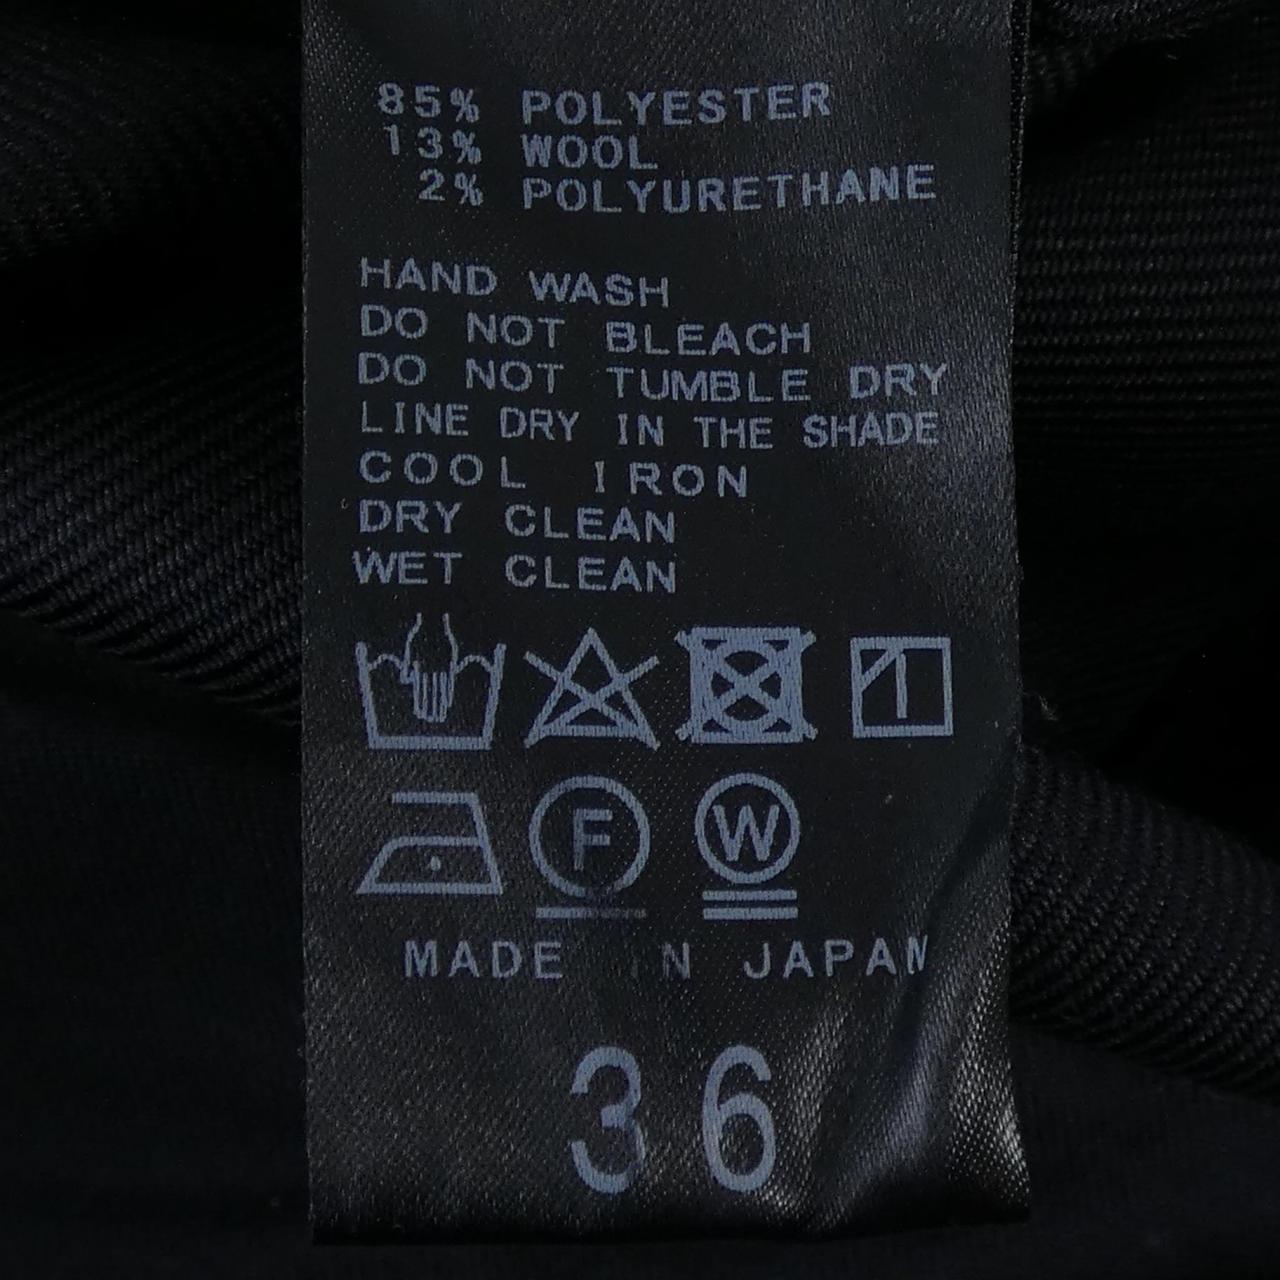 85% POLYESTER
13% WOOL
2% POLYURETHANE
HAND WASH
DO NOT BLEACH
DO NOT TUMBLE DRY
LINE DRY IN THE SHADE
COOL IRON
DRY CLEAN
WET CLEAN
F W
MADE IN JAPAN
36